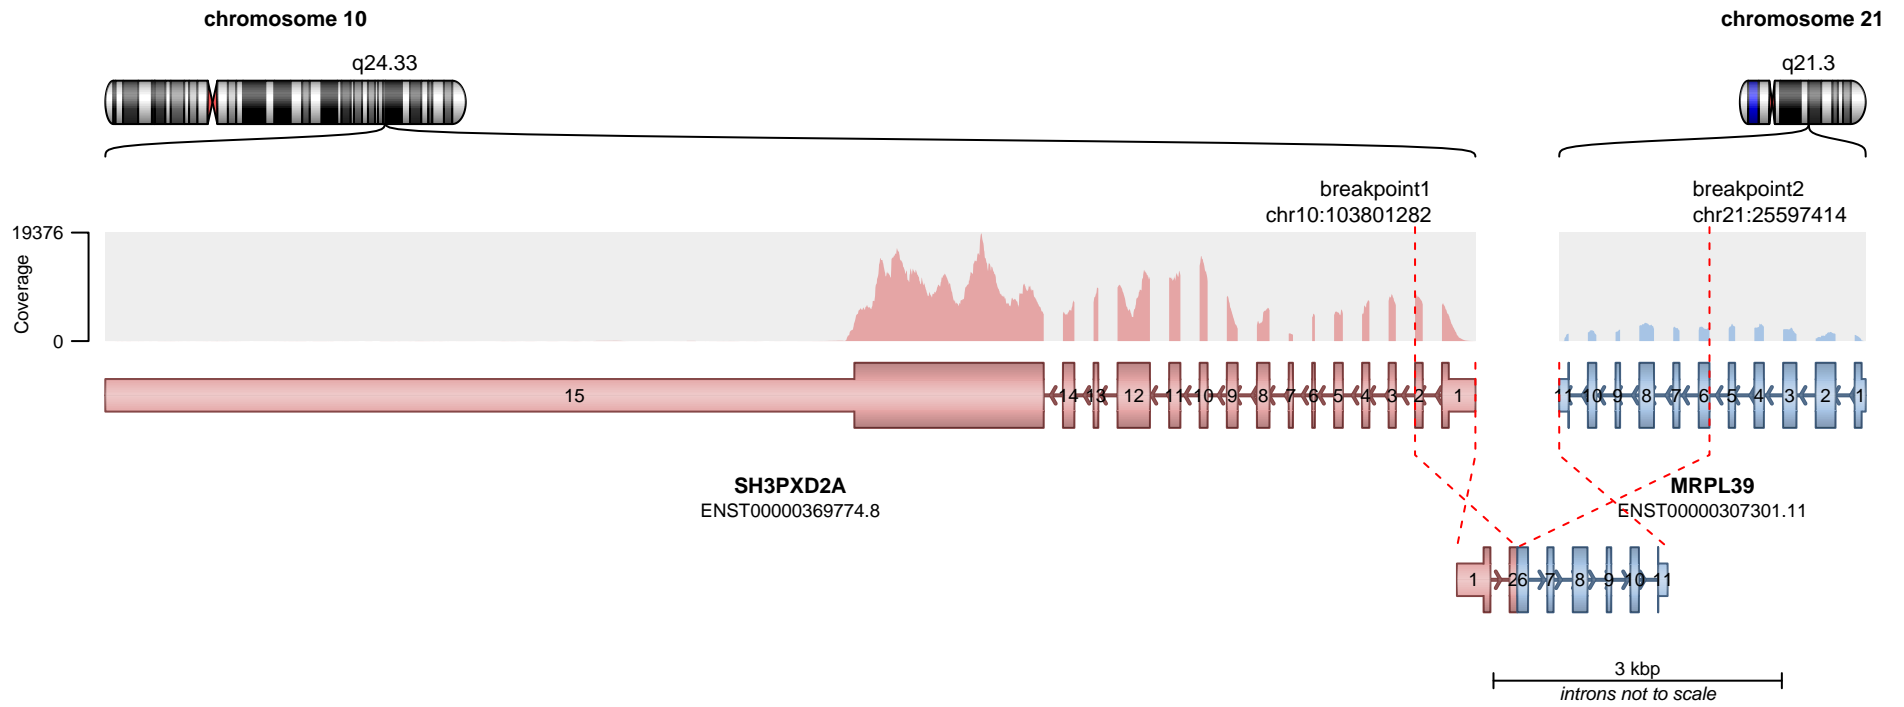 chromosome 10
chromosome 21
q24.33
q21.3
breakpoint1
chr10:103801282
breakpoint2
chr21:25597414
19376
Coverage
0
15 14 13 12 11 10 9 8 7 6 5 4 3 2 1
11 10 9 8 7 6 5 4 3 2 1
SH3PXD2A
ENST00000369774.8
MRPL39
ENST00000307301.11
1 2 6 7 8 9 10 11
3 kbp
introns not to scale